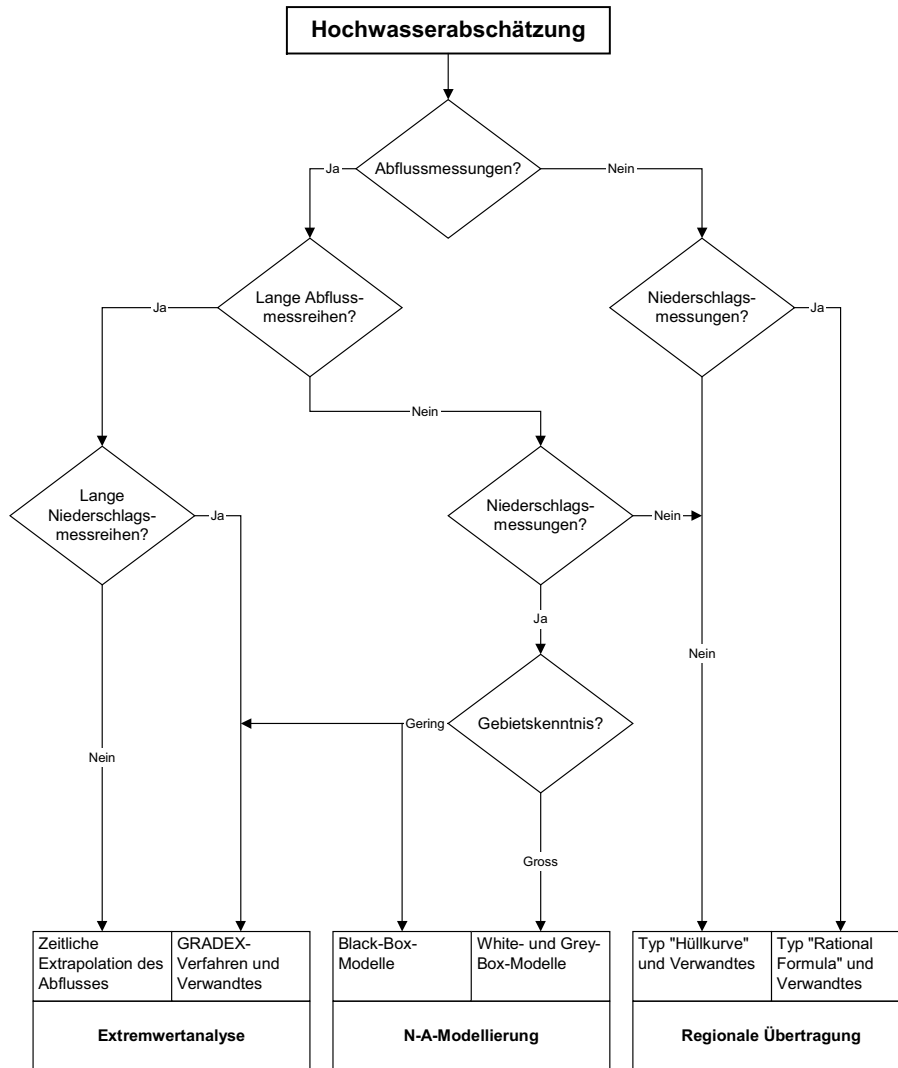 Hochwasserabschätzung
Abflussmessungen?
Ja
Nein
Lange Abfluss-
messreihen?
Niederschlags-
messungen?
Ja
Ja
Nein
Lange
Niederschlags-
messreihen?
Ja
Niederschlags-
messungen?
Nein
Ja
Nein
Gebietskenntnis?
Gering
Nein
Gross
Zeitliche
Extrapolation des
Abflusses
GRADEX-
Verfahren und
Verwandtes
Black-Box-
Modelle
White- und Grey-
Box-Modelle
Typ "Hüllkurve"
und Verwandtes
Typ "Rational
Formula" und
Verwandtes
Extremwertanalyse
N-A-Modellierung
Regionale Übertragung